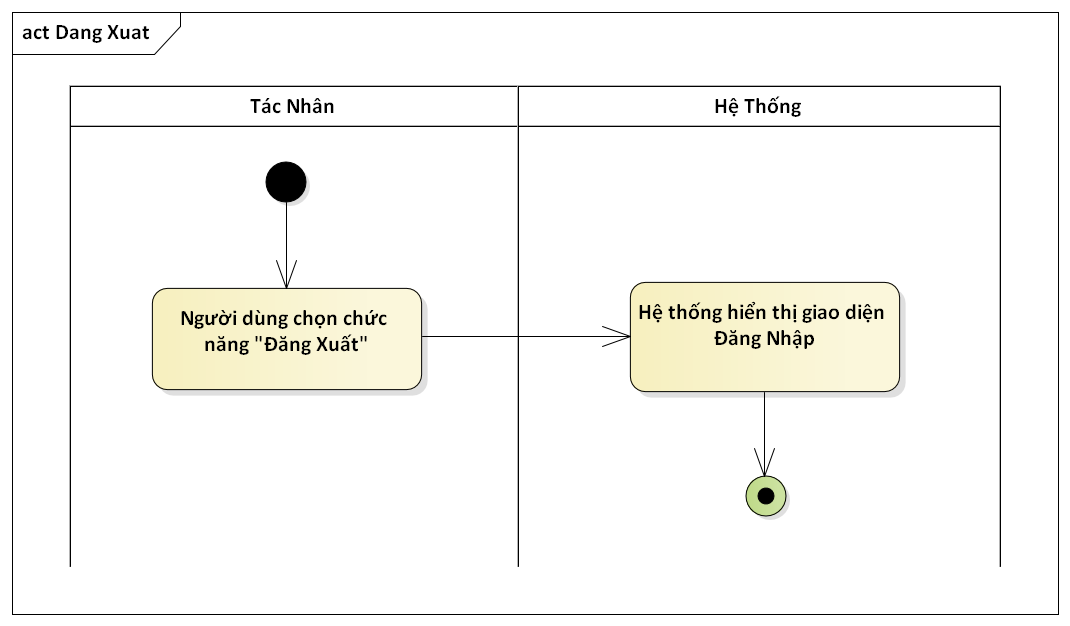 act Dang Xuat
Tác Nhân
Hệ Thống
Người dùng chọn chức
năng "Đăng Xuất"
Hệ thống hiển thị giao diện
Đăng Nhập